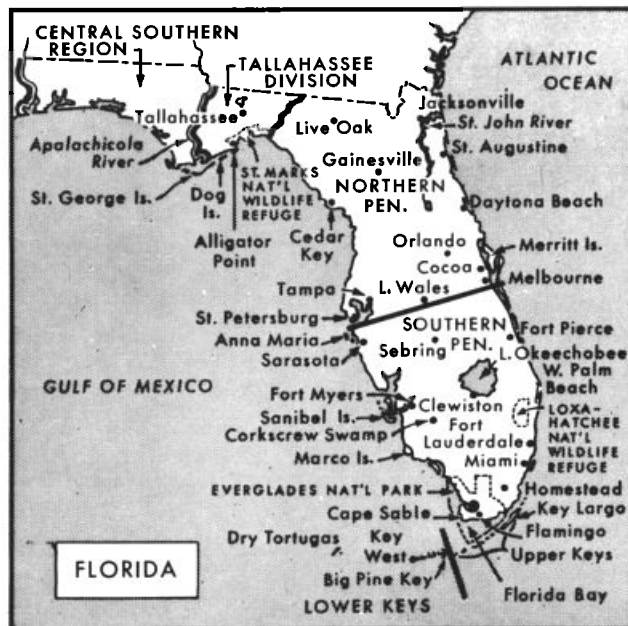 CENTRAL SOUTHERN
REGION
TALLAHASSEE
DIVISION
ATLANTIC
OCEAN
Tallahassee
Jacksonville
Live Oak
St. John River
Apalachicola
River
Gainesville
St. Augustine
St. George Is.
Dog
Is.
ST. MARKS
NAT'L
WILDLIFE
REFUGE
NORTHERN
PEN.
Alligator
Point
Cedar
Key
Daytona Beach
Orlando
Merritt Is.
Cocoa
Tampa
L. Wales
Melbourne
St. Petersburg
SOUTHERN
PEN.
Fort Pierce
Anna Maria
Sebring
Sarasota
L. Okeechobee
W. Palm
Beach
GULF OF MEXICO
Fort Myers
Clewiston
LOXA-
HATCHEE
NAT'L
WILDLIFE
REFUGE
Sanibel Is.
Corkscrew Swamp
Fort
Lauderdale
Marco Is.
Miami
EVERGLADES NAT'L PARK
Homestead
Cape Sable
Key Largo
Dry Tortugas
Key
West
Flamingo
Upper Keys
Big Pine Key
Florida Bay
FLORIDA
LOWER KEYS